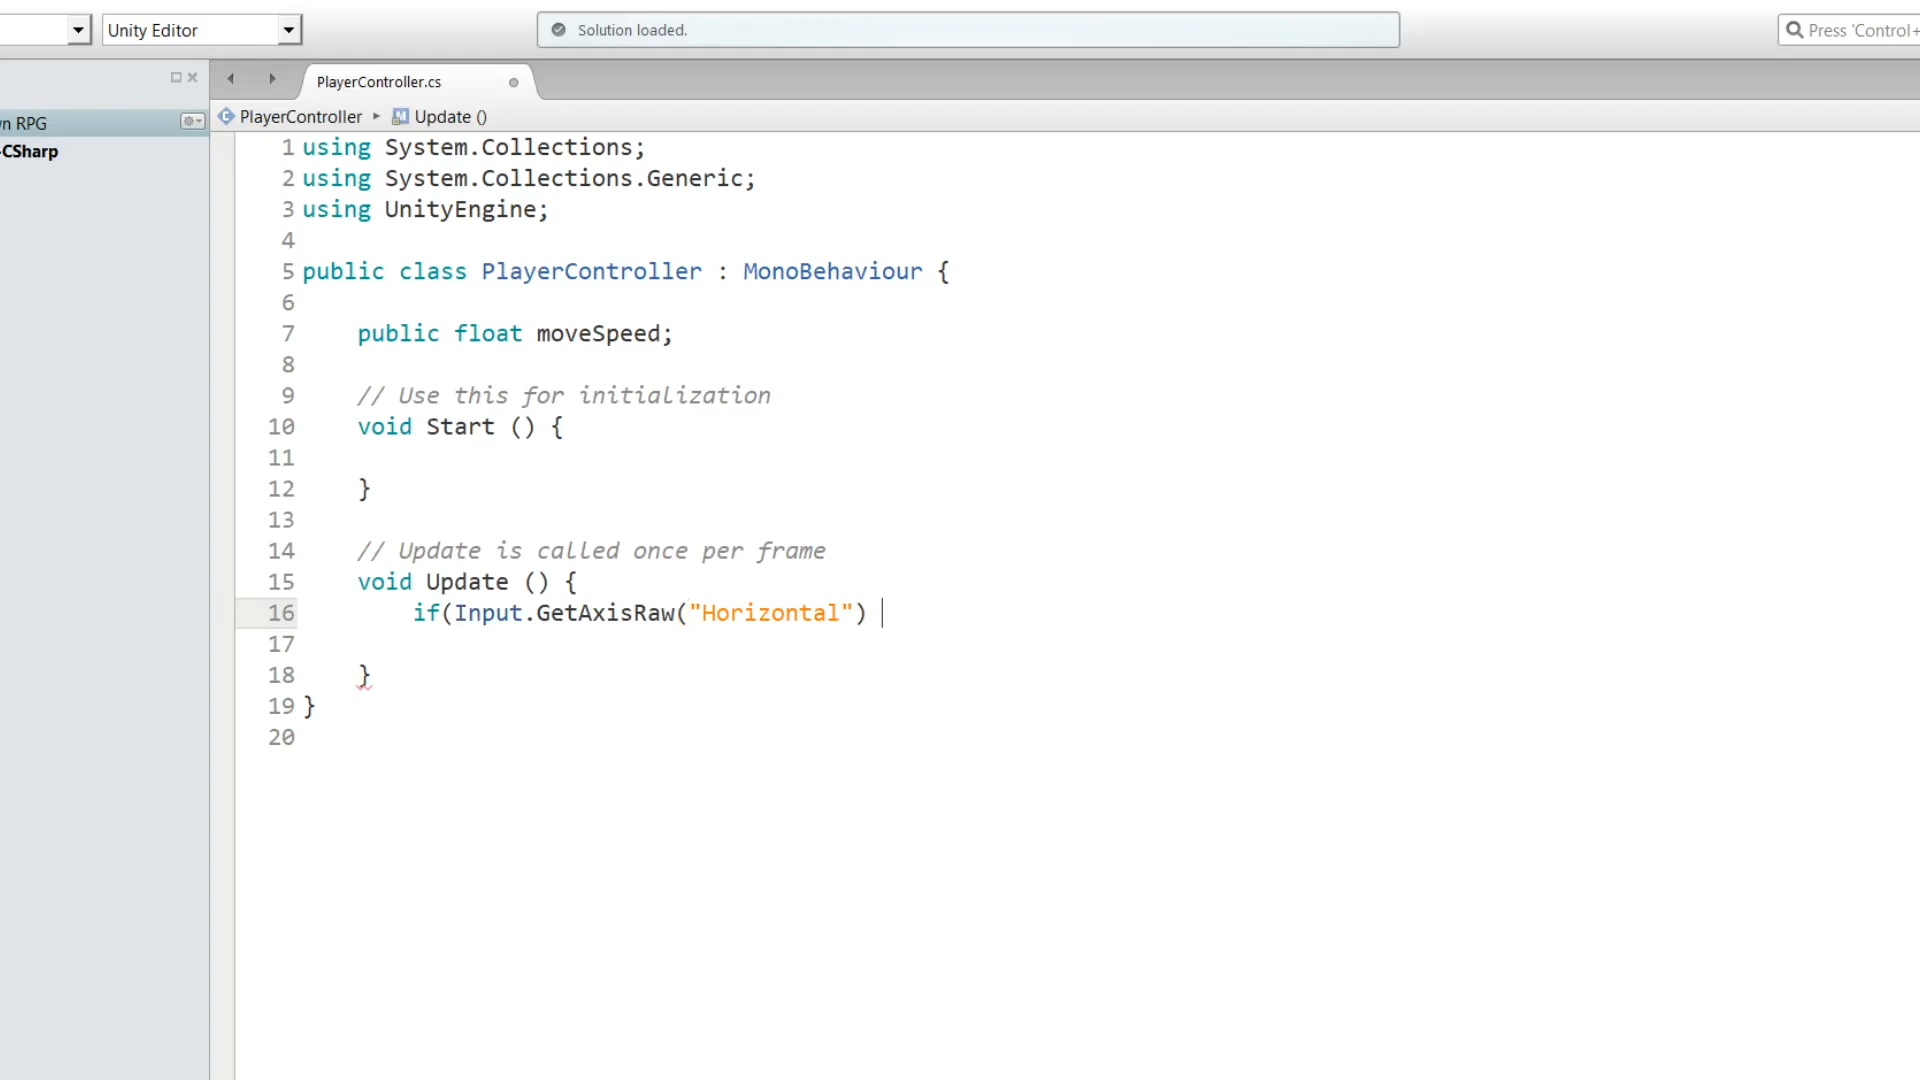 Unity Editor
Solution loaded.
Press 'Control+
PlayerController.cs
PlayerController ▸ Update ()
n RPG
-CSharp
1 using System.Collections;
2 using System.Collections.Generic;
3 using UnityEngine;
4
5 public class PlayerController : MonoBehaviour {
6
7 public float moveSpeed;
8
9 // Use this for initialization
10 void Start () {
11
12 }
13
14 // Update is called once per frame
15 void Update () {
16 if(Input.GetAxisRaw("Horizontal")
17
18 }
19 }
20